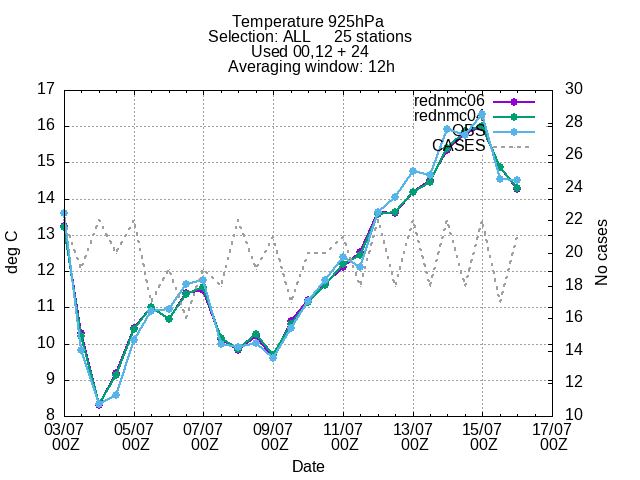 Temperature 925hPa
Selection: ALL 25 stations
Used 00,12 + 24
Averaging window: 12h
rednmc06
rednmc04
OBS
CASES
deg C
No cases
17
16
15
14
13
12
11
10
9
8
30
28
26
24
22
20
18
16
14
12
10
03/07 05/07 07/07 09/07 11/07 13/07 15/07 17/07
00Z 00Z 00Z 00Z 00Z 00Z 00Z 00Z
Date